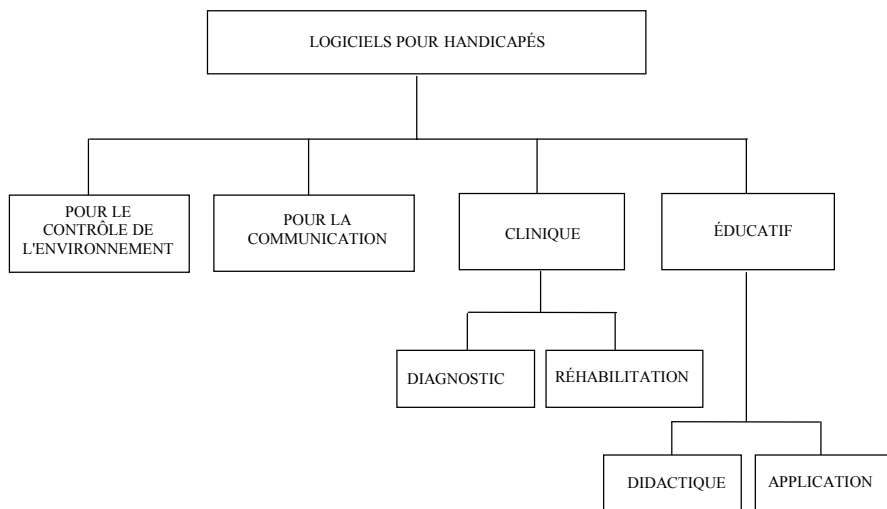 LOGICIELS POUR HANDICAPÉS
POUR LE
CONTRÔLE DE
L'ENVIRONNEMENT
POUR LA
COMMUNICATION
CLINIQUE
ÉDUCATIF
DIAGNOSTIC
RÉHABILITATION
DIDACTIQUE
APPLICATION